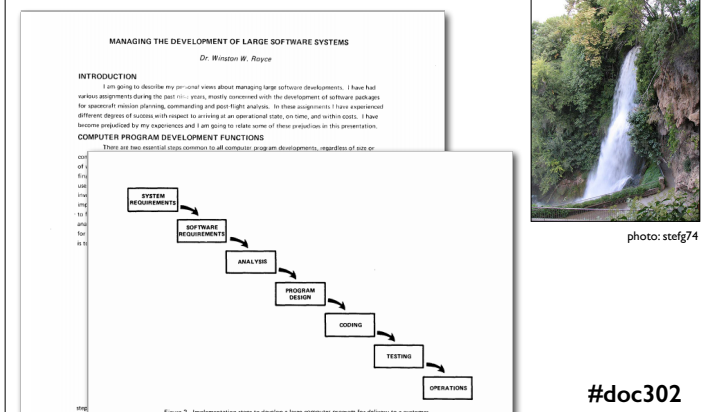 MANAGING THE DEVELOPMENT OF LARGE SOFTWARE SYSTEMS
Dr. Winston W. Royce
INTRODUCTION
I am going to describe my personal views about managing large software developments. I have had
various assignments during the past nine years, mostly concerned with the development of software packages
for spacecraft mission planning, commanding and post-flight analysis. In these assignments I have experienced
different degrees of success with respect to arriving at an operational state, on time, and within costs. I have
become prejudiced by my experiences and I am going to relate some of these prejudices in this presentation.
COMPUTER PROGRAM DEVELOPMENT FUNCTIONS
There are two essential steps common to all computer program developments, regardless of size or
SYSTEM
REQUIREMENTS
SOFTWARE
REQUIREMENTS
ANALYSIS
PROGRAM
DESIGN
CODING
TESTING
OPERATIONS
photo: stefg74
#doc302